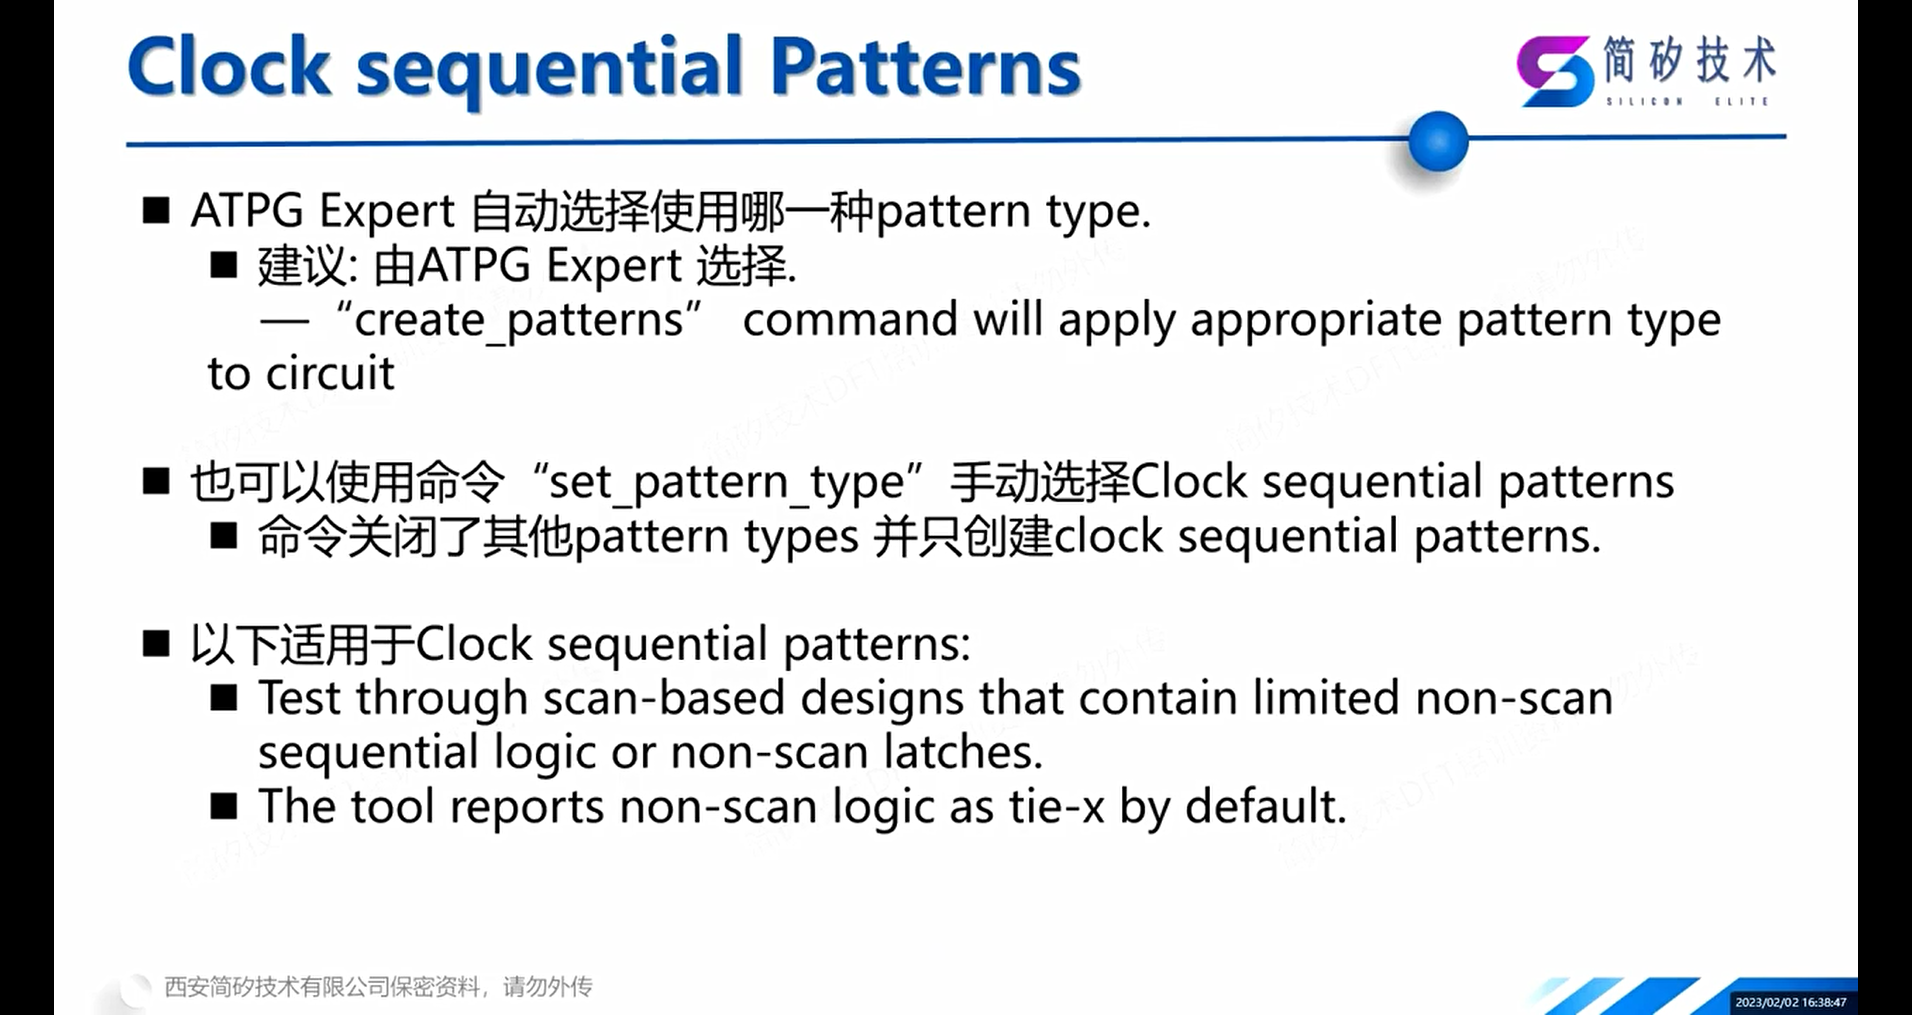 Clock sequential Patterns
简矽技术
SILICON ELITE
■ ATPG Expert 自动选择使用哪一种pattern type.
■ 建议: 由ATPG Expert 选择.
— “create_patterns” command will apply appropriate pattern type
to circuit
■ 也可以使用命令“set_pattern_type”手动选择Clock sequential patterns
■ 命令关闭了其他pattern types 并只创建clock sequential patterns.
■ 以下适用于Clock sequential patterns:
■ Test through scan-based designs that contain limited non-scan
sequential logic or non-scan latches.
■ The tool reports non-scan logic as tie-x by default.
西安简矽技术有限公司保密资料，请勿外传
2023/02/02 16:38:47